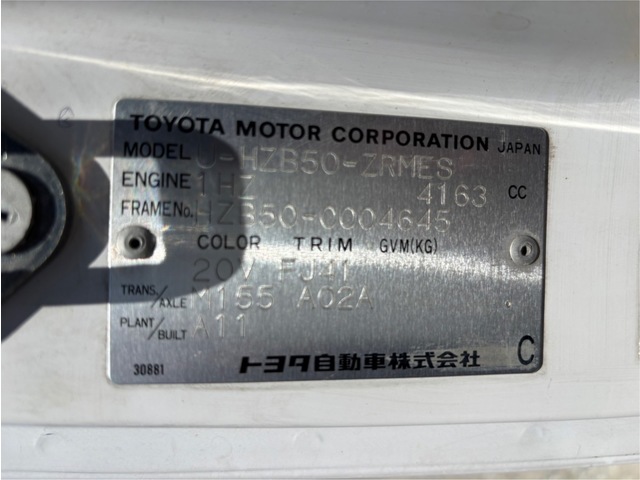 TOYOTA MOTOR CORPORATION JAPAN
MODEL U-HZB50-ZRMES
ENGINE 1HZ 4163 CC
FRAME No. HZB50-0004645
COLOR TRIM GVM(KG)
20V FJ41
TRANS./AXLE M155 A02A
PLANT/BUILT A11
30881 トヨタ自動車株式会社 C